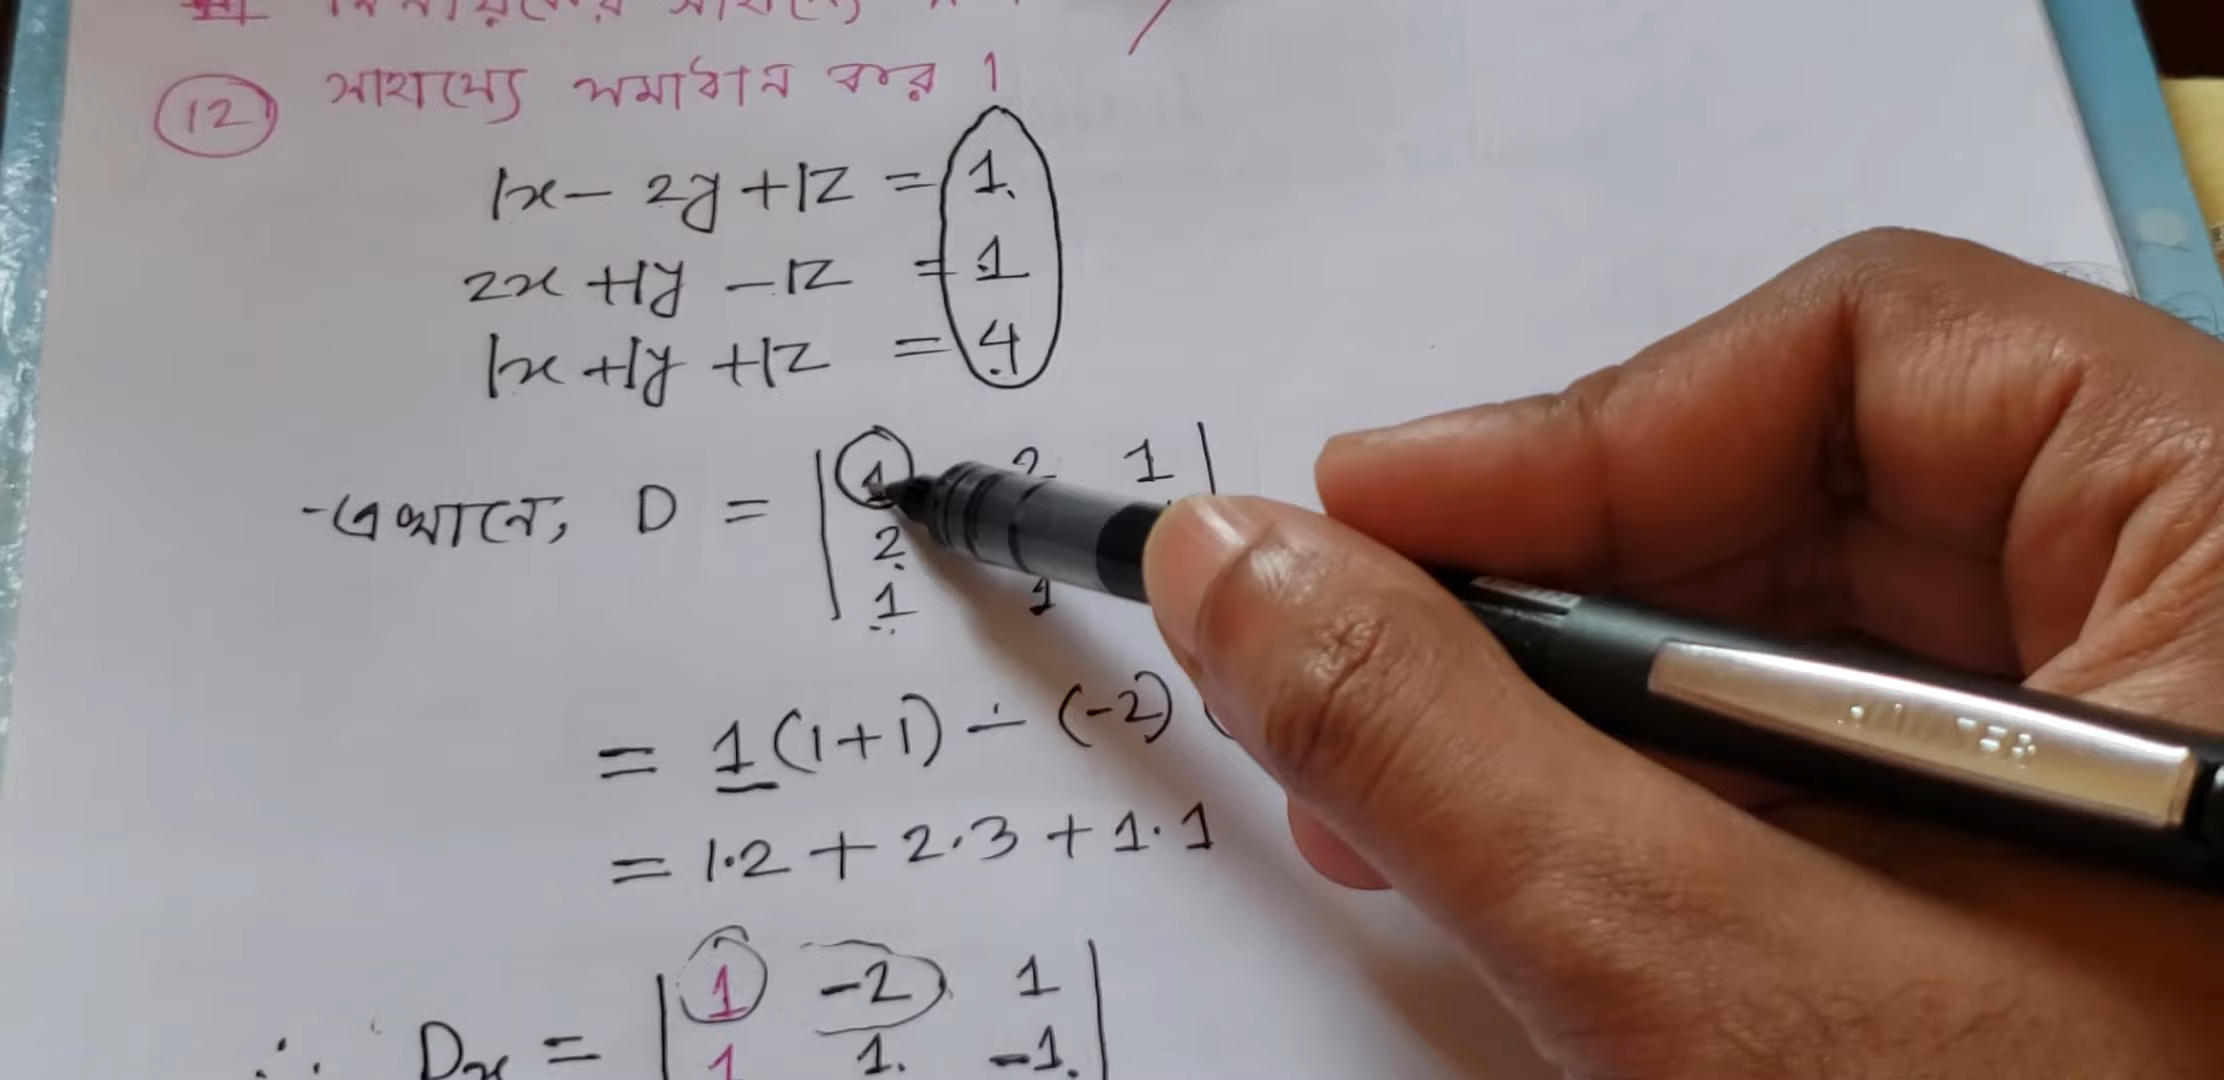 12 সাহায্যে সমাধান কর ।
1x - 2y + 1z = 1
2x + 1y - 1z = 1
1x + 1y + 1z = 4
এখানে, D = | 1 2 1 |
2
1 1
= 1 (1+1) - (-2)
= 1.2 + 2.3 + 1.1
∴ Dx = | 1 -2 1 |
1 1. -1.